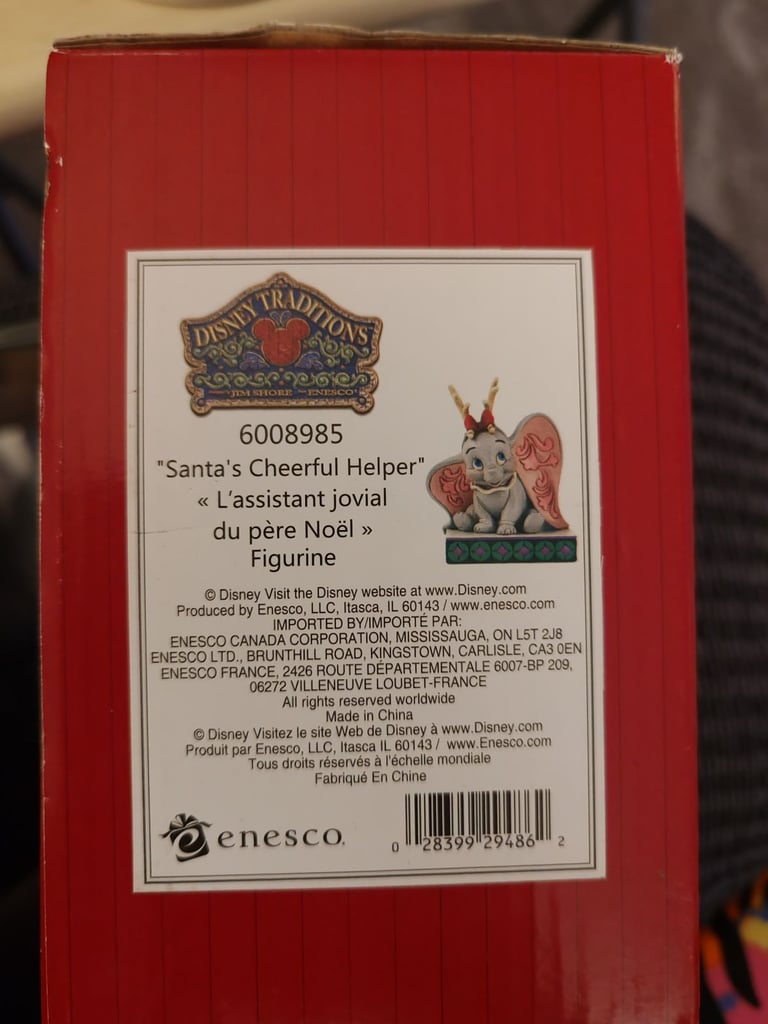 DISNEY TRADITIONS
JIM SHORE ENESCO
6008985
"Santa's Cheerful Helper"
« L'assistant jovial
du père Noël »
Figurine
© Disney Visit the Disney website at www.Disney.com
Produced by Enesco, LLC, Itasca, IL 60143 / www.enesco.com
IMPORTED BY/IMPORTÉ PAR:
ENESCO CANADA CORPORATION, MISSISSAUGA, ON L5T 2J8
ENESCO LTD., BRUNTHILL ROAD, KINGSTOWN, CARLISLE, CA3 0EN
ENESCO FRANCE, 2426 ROUTE DÉPARTEMENTALE 6007-BP 209,
06272 VILLENEUVE LOUBET-FRANCE
All rights reserved worldwide
Made in China
© Disney Visitez le site Web de Disney à www.Disney.com
Produit par Enesco, LLC, Itasca IL 60143 / www.Enesco.com
Tous droits réservés à l'échelle mondiale
Fabriqué En Chine
enesco.
0 28399 29486 2